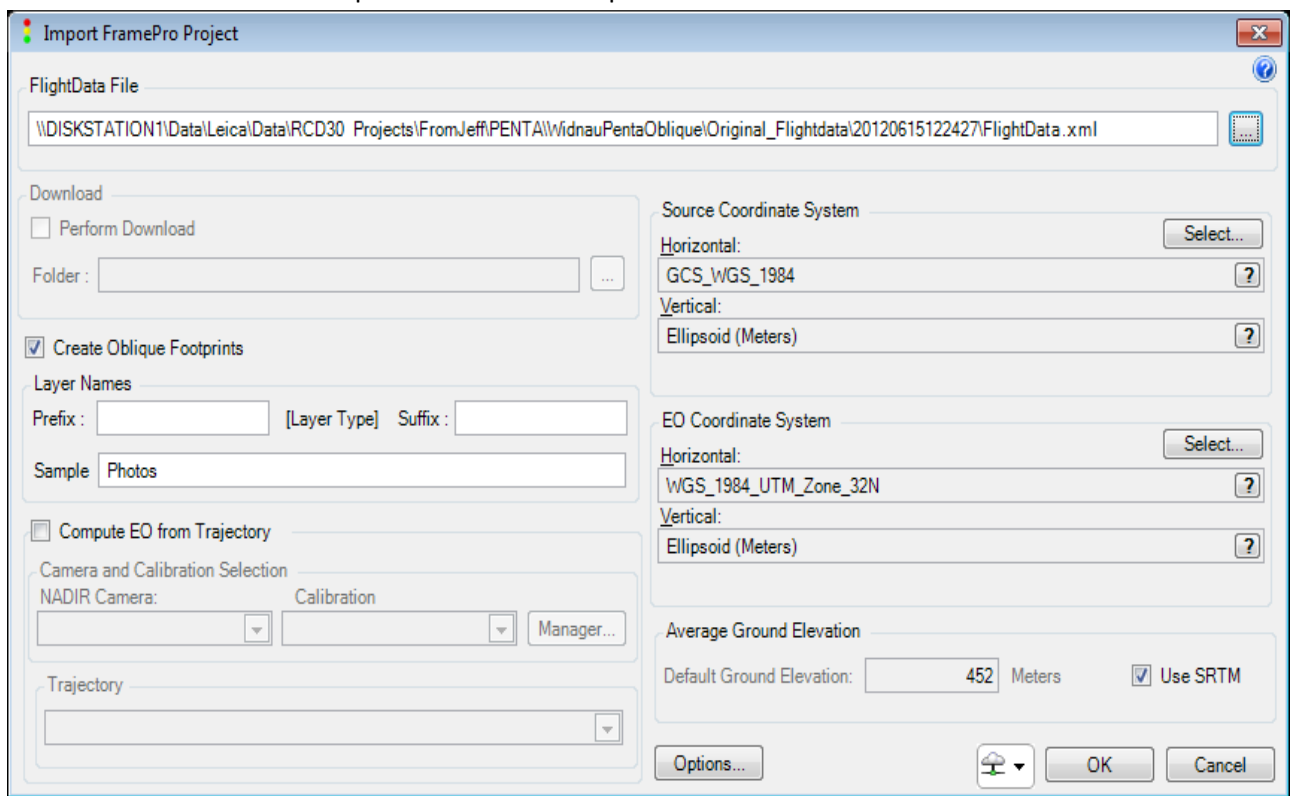 Import FramePro Project
FlightData File
\\DISKSTATION1\Data\Leica\Data\RCD30 Projects\FromJeff\PENTA\WidnauPentaOblique\Original_Flightdata\20120615122427\FlightData.xml
...
Download
Perform Download
Folder :
...
Create Oblique Footprints
Layer Names
Prefix : [Layer Type] Suffix :
Sample Photos
Compute EO from Trajectory
Camera and Calibration Selection
NADIR Camera: Calibration
Manager...
Trajectory
Source Coordinate System
Select...
Horizontal:
GCS_WGS_1984 ?
Vertical:
Ellipsoid (Meters) ?
EO Coordinate System
Select...
Horizontal:
WGS_1984_UTM_Zone_32N ?
Vertical:
Ellipsoid (Meters) ?
Average Ground Elevation
Default Ground Elevation: 452 Meters Use SRTM
Options... OK Cancel